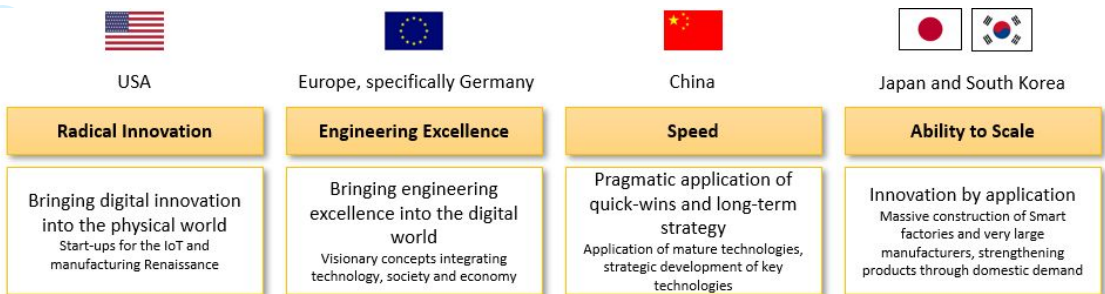 USA
Radical Innovation
Bringing digital innovation
into the physical world
Start-ups for the IoT and
manufacturing Renaissance
Europe, specifically Germany
Engineering Excellence
Bringing engineering
excellence into the digital
world
Visionary concepts integrating
technology, society and economy
China
Speed
Pragmatic application of
quick-wins and long-term
strategy
Application of mature technologies,
strategic development of key
technologies
Japan and South Korea
Ability to Scale
Innovation by application
Massive construction of Smart
factories and very large
manufacturers, strengthening
products through domestic demand